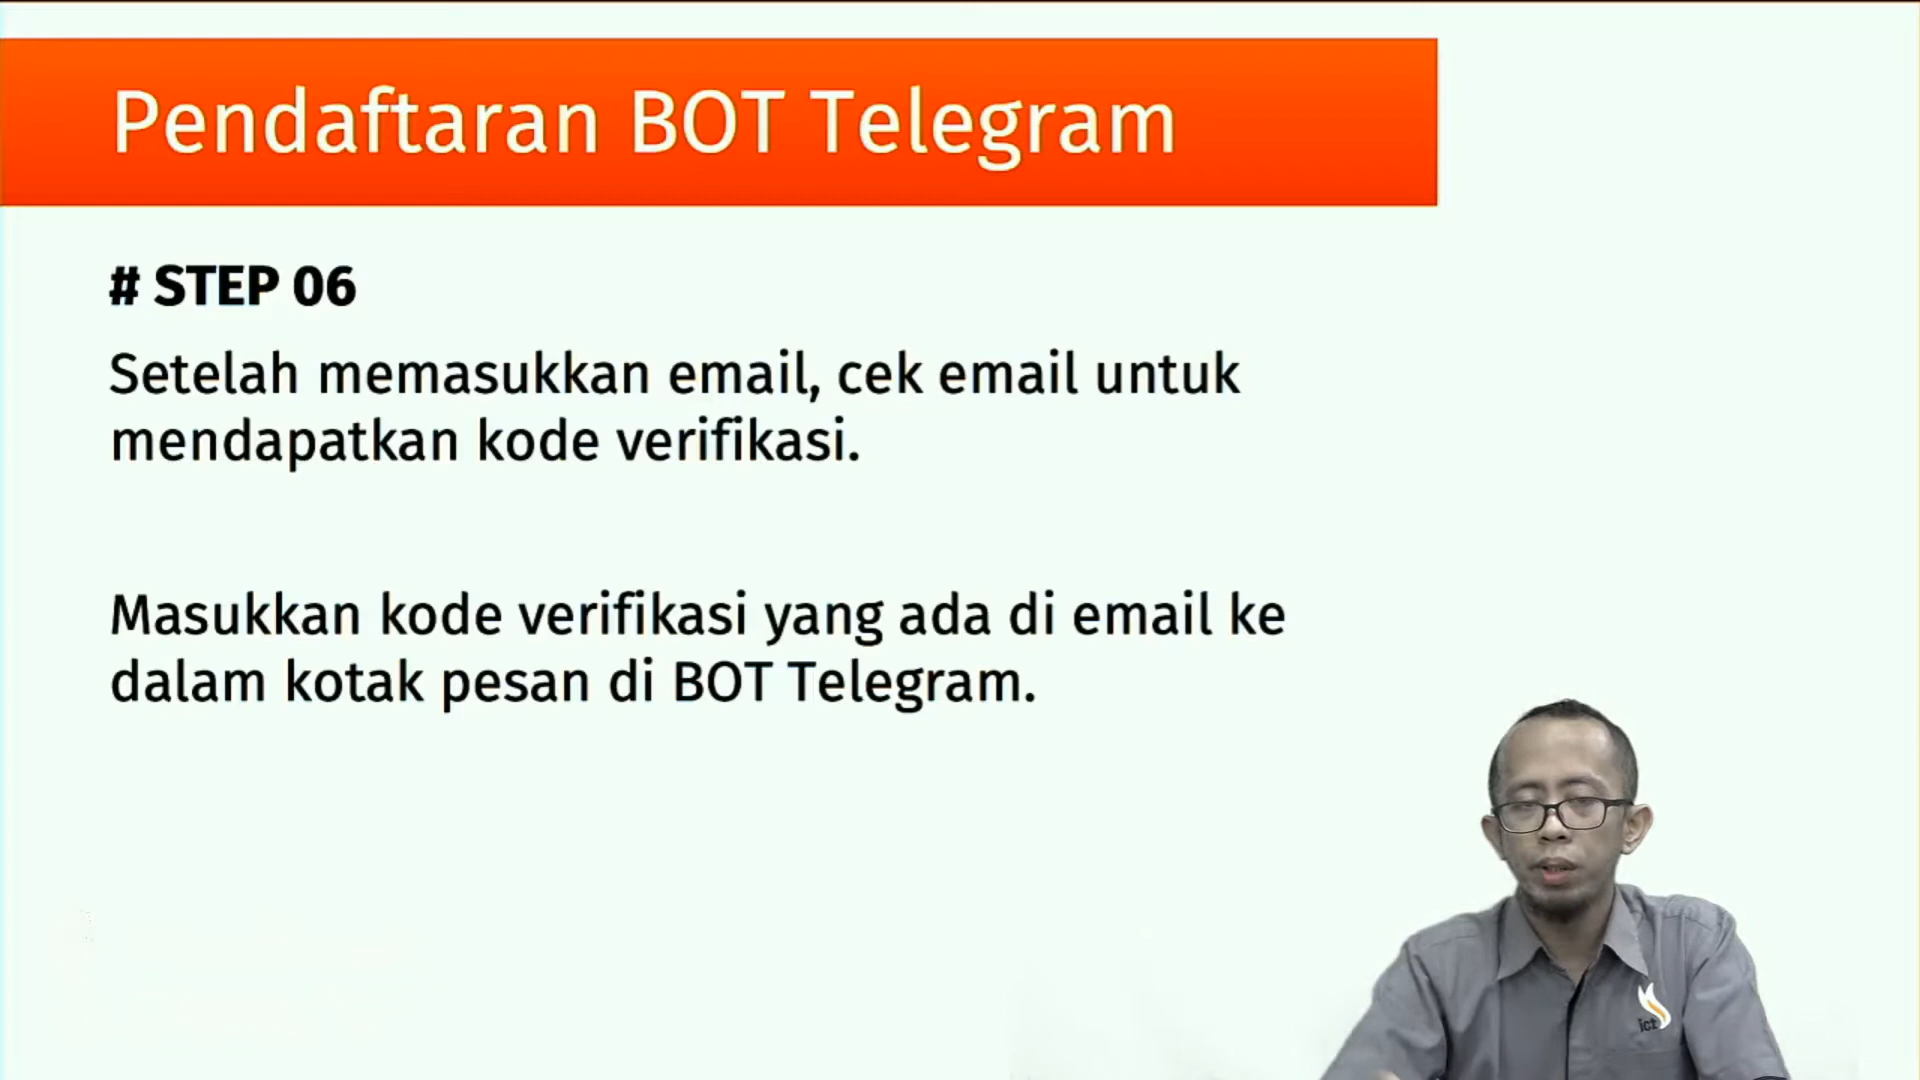 Pendaftaran BOT Telegram
# STEP 06
Setelah memasukkan email, cek email untuk
mendapatkan kode verifikasi.
Masukkan kode verifikasi yang ada di email ke
dalam kotak pesan di BOT Telegram.
ict